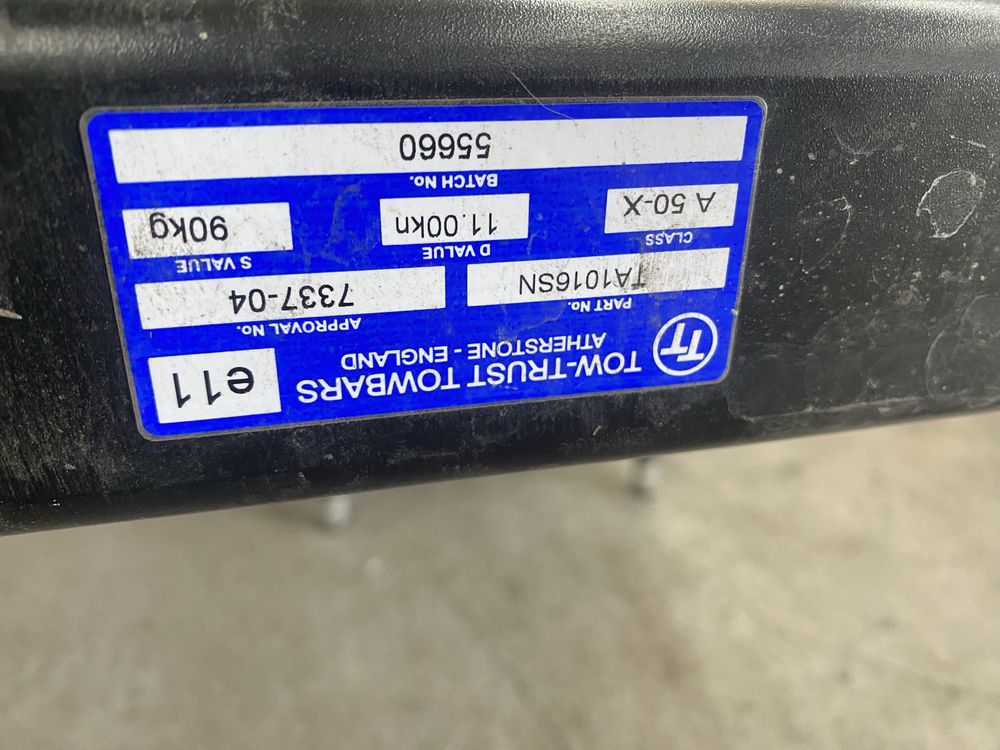 TT TOW-TRUST TOWBARS e11
ATHERSTONE - ENGLAND
PART No. APPROVAL No.
TA1016SN 7337-04
CLASS D VALUE S VALUE
A 50-X 11.00kn 90kg
BATCH No.
55660